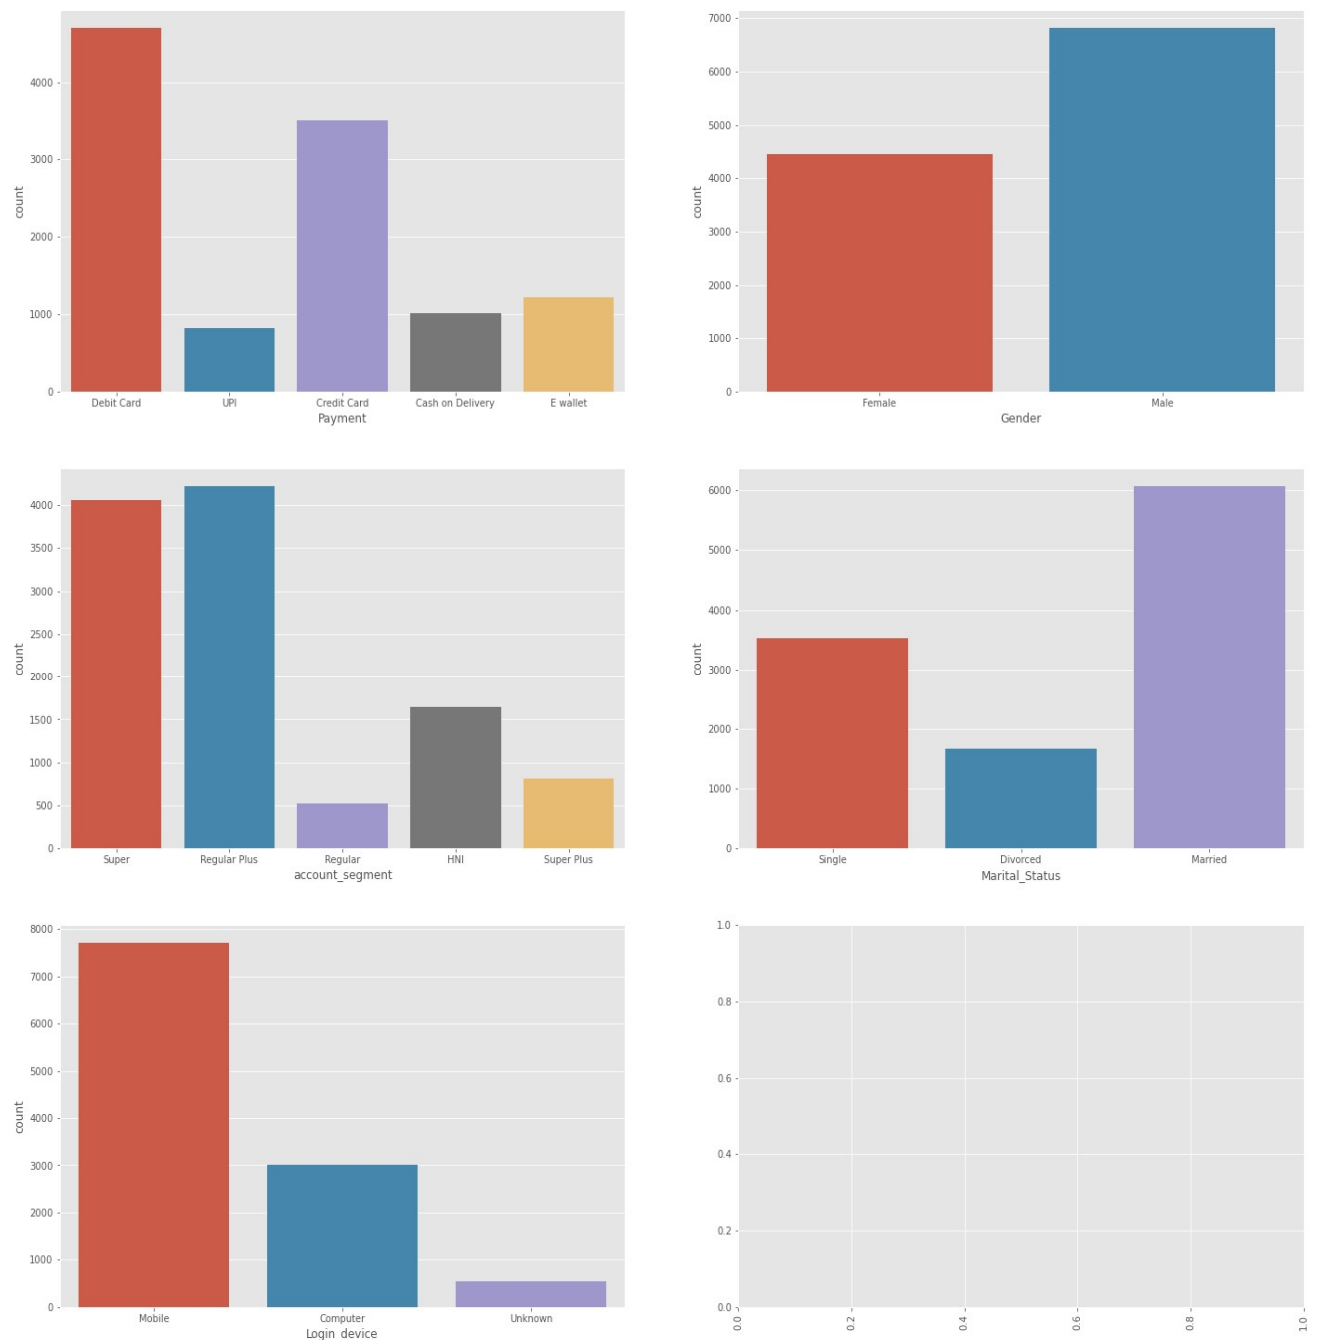 4000
3000
2000
1000
0
count
Debit Card UPI Credit Card Cash on Delivery E wallet
Payment
7000
6000
5000
4000
3000
2000
1000
0
count
Female Male
Gender
4000
3500
3000
2500
2000
1500
1000
500
0
count
Super Regular Plus Regular HNI Super Plus
account_segment
6000
5000
4000
3000
2000
1000
0
count
Single Divorced Married
Marital_Status
8000
7000
6000
5000
4000
3000
2000
1000
0
count
Mobile Computer Unknown
Login_device
1.0
0.8
0.6
0.4
0.2
0.0
0.0 0.2 0.4 0.6 0.8 1.0